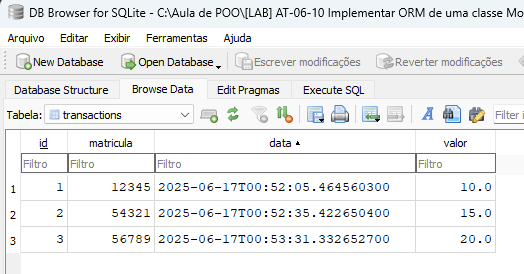 DB Browser for SQLite - C:\Aula de POO\[LAB] AT-06-10 Implementar ORM de uma classe Mo
Arquivo Editar Exibir Ferramentas Ajuda
New Database Open Database Escrever modificações Reverter modificações
Database Structure Browse Data Edit Pragmas Execute SQL
Tabela: transactions Filter i
id matricula data valor
Filtro Filtro Filtro Filtro
1 1 12345 2025-06-17T00:52:05.464560300 10.0
2 2 54321 2025-06-17T00:52:35.422650400 15.0
3 3 56789 2025-06-17T00:53:31.332652700 20.0